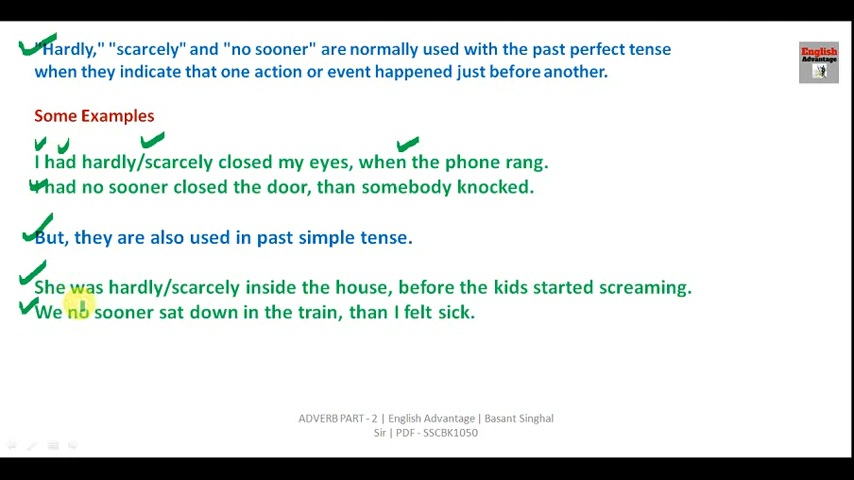 "Hardly," "scarcely" and "no sooner" are normally used with the past perfect tense
when they indicate that one action or event happened just before another.
English
Advantage
Some Examples
I had hardly/scarcely closed my eyes, when the phone rang.
I had no sooner closed the door, than somebody knocked.
But, they are also used in past simple tense.
She was hardly/scarcely inside the house, before the kids started screaming.
We no sooner sat down in the train, than I felt sick.
ADVERB PART - 2 | English Advantage | Basant Singhal
Sir | PDF - SSCBK1050